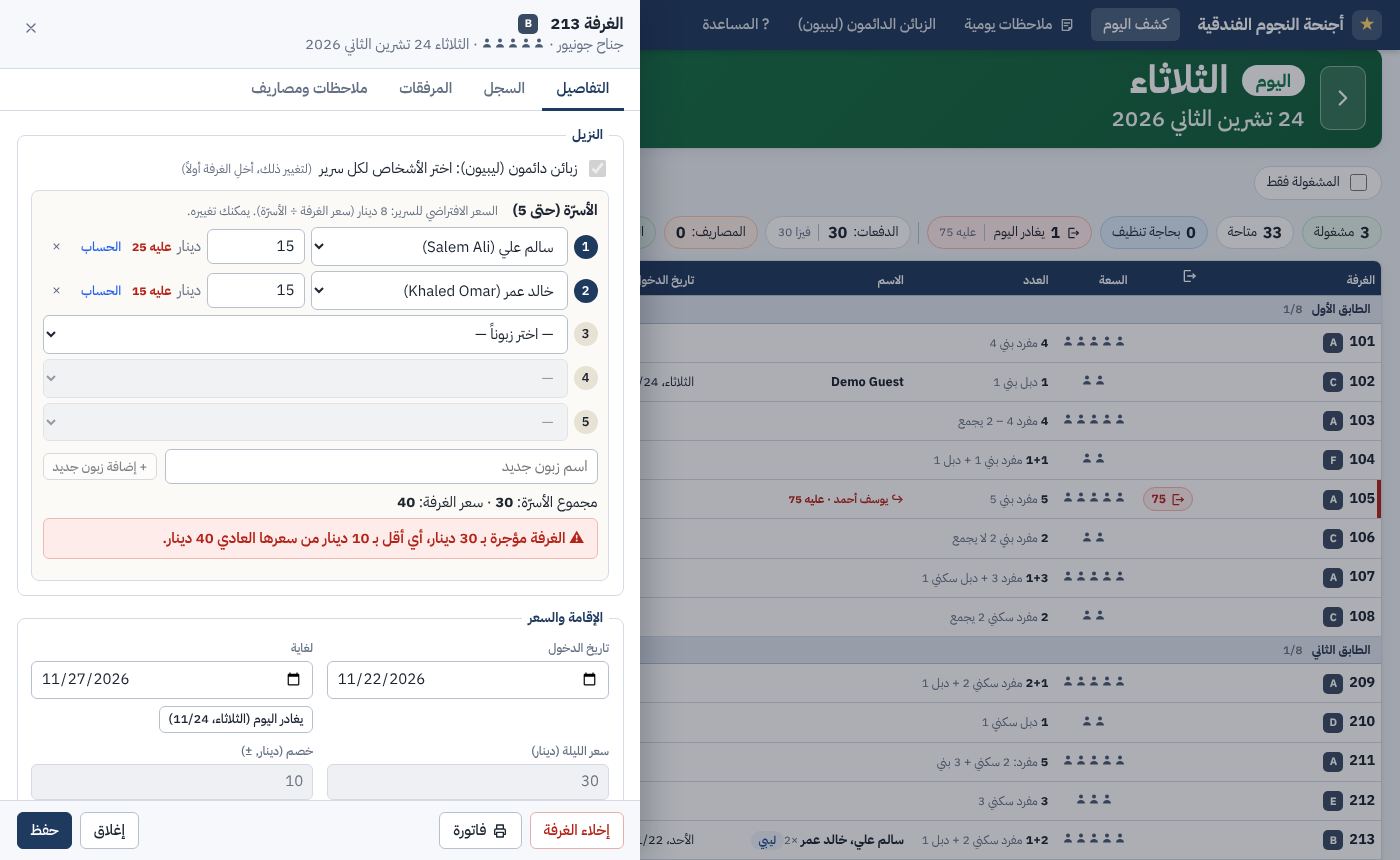 أجنحة النجوم الفندقية
كشف اليوم
ملاحظات يومية
الزبائن الدائمون (ليبيون)
? المساعدة
اليوم الثلاثاء
24 تشرين الثاني 2026
المشغولة فقط
3 مشغولة
33 متاحة
0 بحاجة تنظيف
1 يغادر اليوم | عليه 75
الدفعات: 30 | فيزا 30
المصاريف: 0
الغرفة السعة العدد الاسم تاريخ الدخول
الطابق الأول 1/8
101 A 4 مفرد بني 4
102 C 1 دبل بني 1 Demo Guest الثلاثاء، 24/
103 A 4 مفرد 4 – 2 يجمع
104 F 1+1 مفرد بني 1 + دبل 1
105 A 75 5 مفرد بني 5 ↪ يوسف أحمد · عليه 75
106 C 2 مفرد بني 2 لا يجمع
107 A 3+1 مفرد 3 + دبل سكني 1
108 C 2 مفرد سكني 2 يجمع
الطابق الثاني 1/8
209 A 1+2 مفرد سكني 2 + دبل 1
210 D 1 دبل سكني 1
211 A 5 مفرد: 2 سكني + 3 بني
212 E 3 مفرد سكني 3
213 B 2+1 مفرد سكني 2 + دبل 1 سالم علي، خالد عمر ×2 ليبي الأحد، 22/
الغرفة 213 B
×
جناح جونيور · · الثلاثاء 24 تشرين الثاني 2026
التفاصيل
السجل
المرفقات
ملاحظات ومصاريف
النزيل
زبائن دائمون (ليبيون): اختر الأشخاص لكل سرير (لتغيير ذلك، أخلِ الغرفة أولاً)
الأسرّة (حتى 5) السعر الافتراضي للسرير: 8 دينار (سعر الغرفة ÷ الأسرّة). يمكنك تغييره.
1 سالم علي (Salem Ali) 15 دينار عليه 25 الحساب ×
2 خالد عمر (Khaled Omar) 15 دينار عليه 15 الحساب ×
3 — اختر زبوناً —
4 —
5 —
اسم زبون جديد + إضافة زبون جديد
مجموع الأسرّة: 30 · سعر الغرفة: 40
⚠ الغرفة مؤجرة بـ 30 دينار، أي أقل بـ 10 دينار من سعرها العادي 40 دينار.
الإقامة والسعر
تاريخ الدخول لغاية
11/22/2026 11/27/2026
يغادر اليوم (الثلاثاء، 11/24)
سعر الليلة (دينار) خصم (دينار, ±)
30 10
إخلاء الغرفة
فاتورة
إغلاق
حفظ